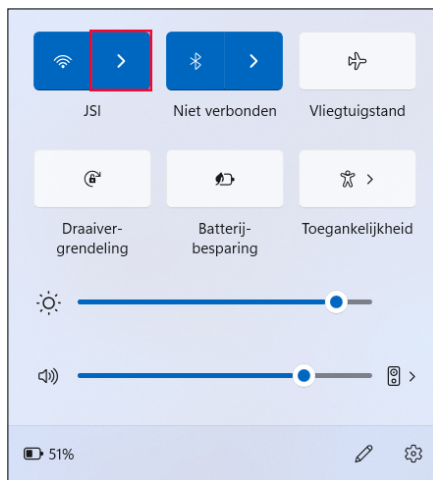 JSI
Niet verbonden
Vliegtuigstand
Draaiver-
grendeling
Batterij-
besparing
Toegankelijkheid
51%